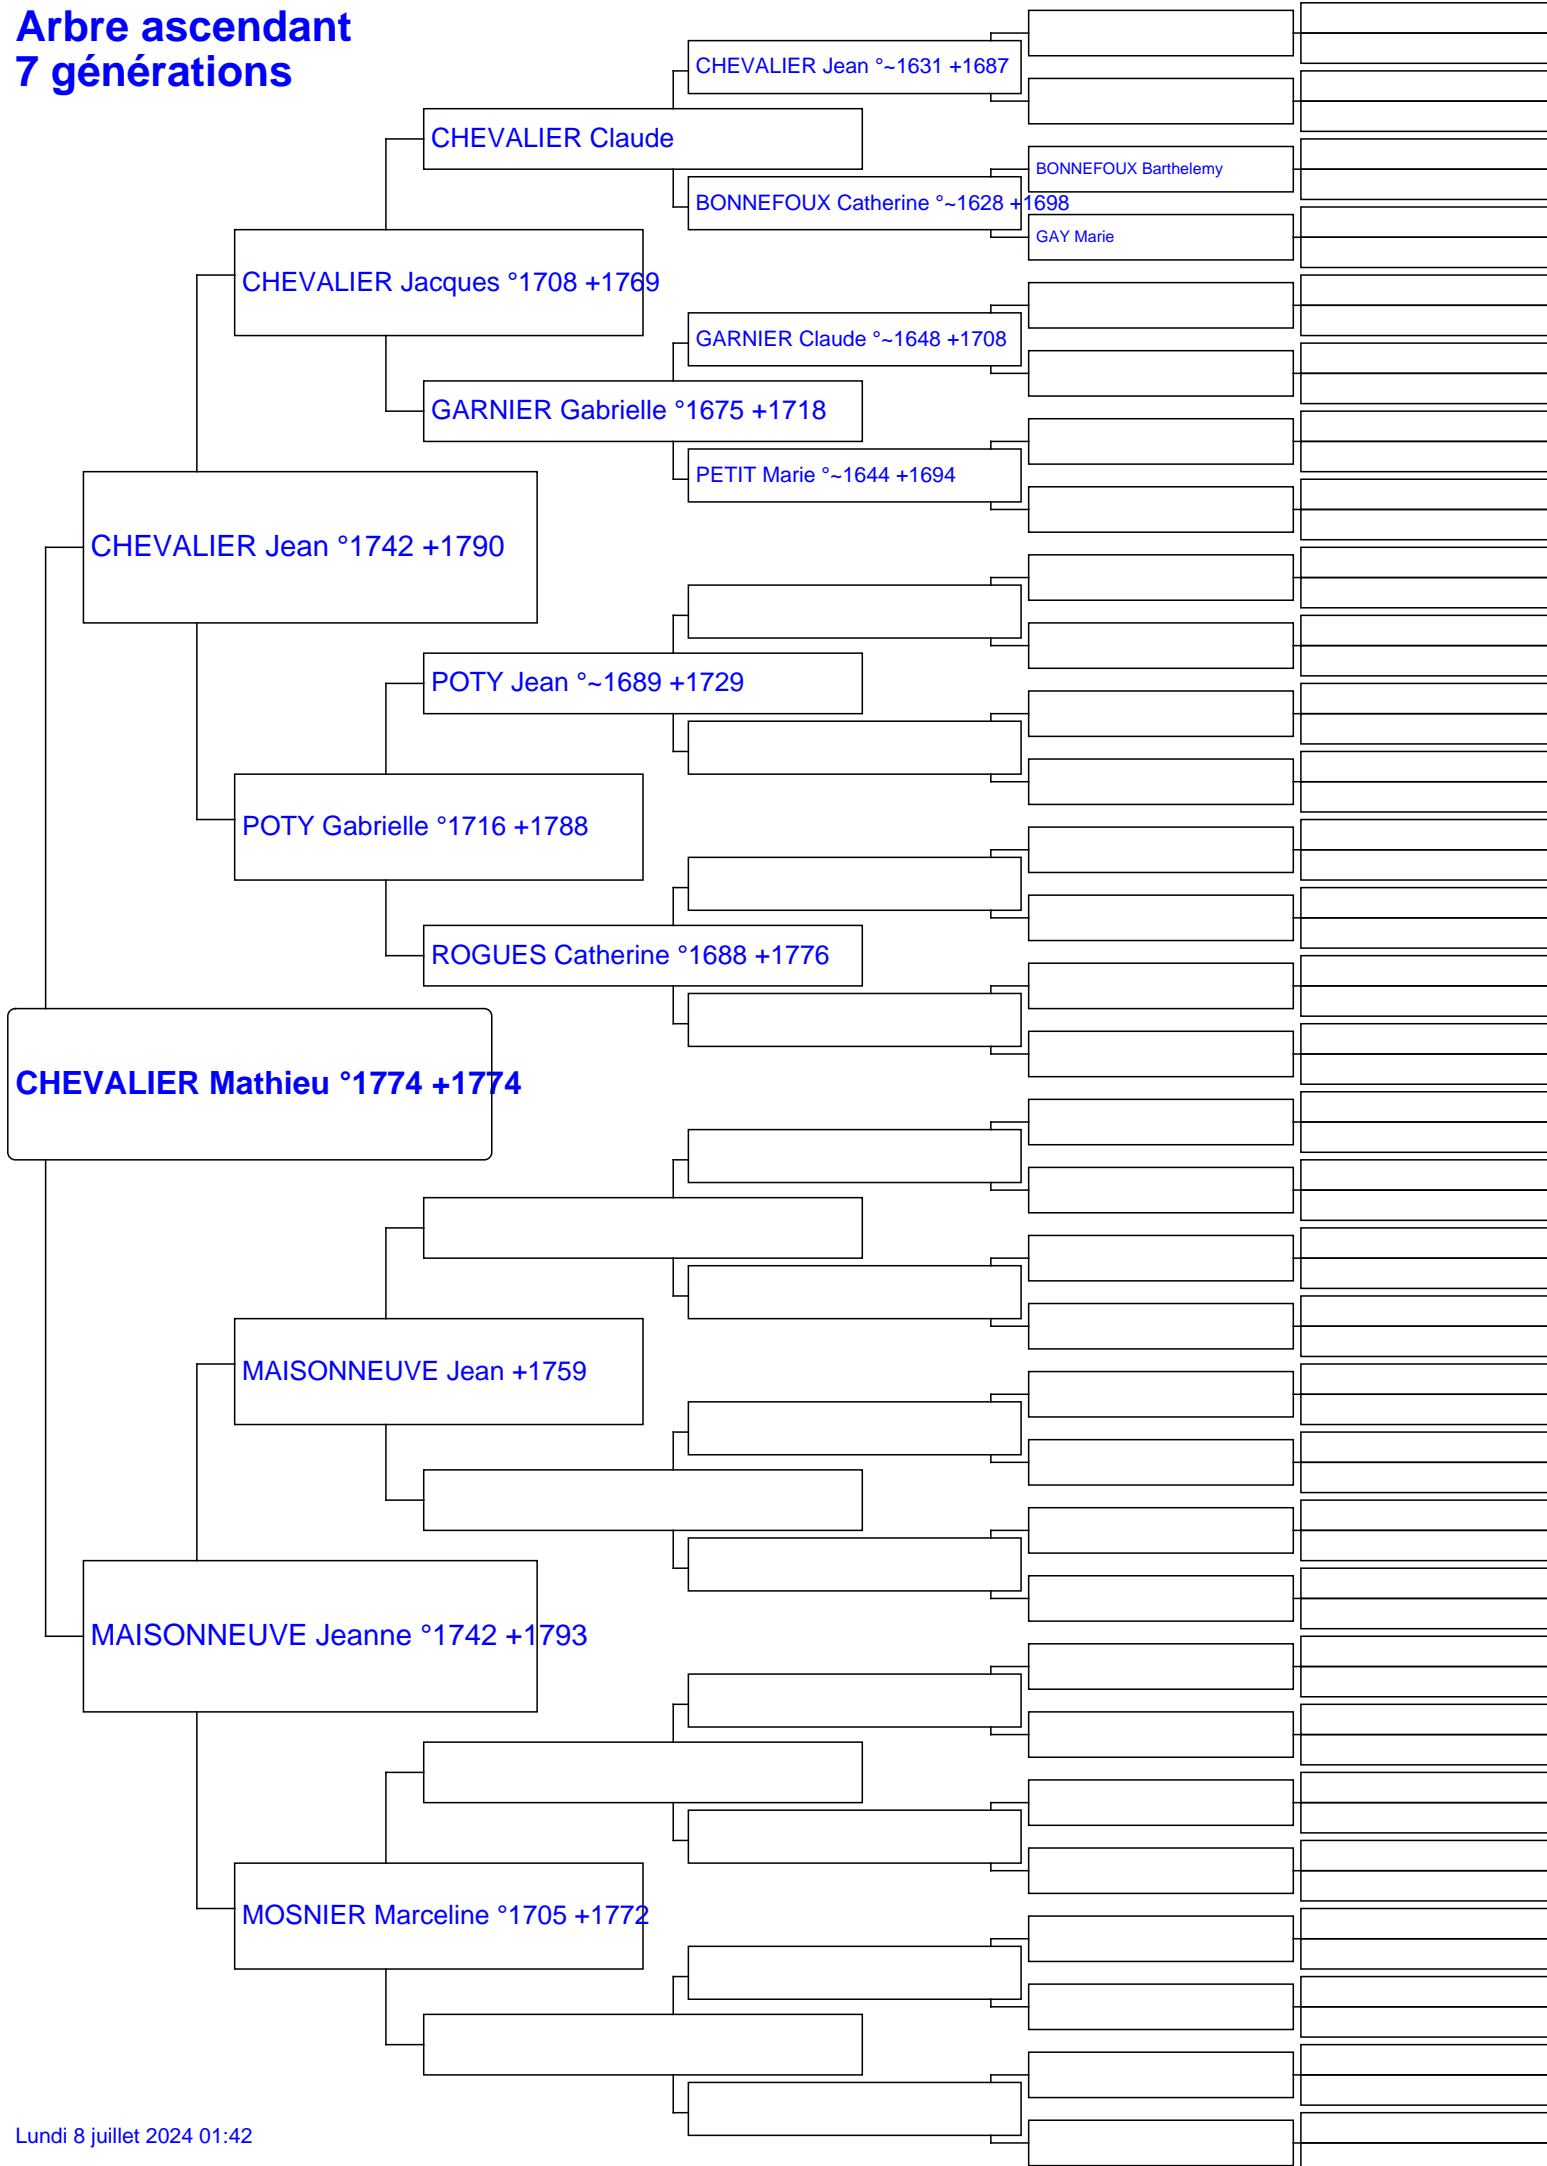 Arbre ascendant
7 générations
CHEVALIER Jean °~1631 +1687
CHEVALIER Claude
BONNEFOUX Barthelemy
BONNEFOUX Catherine °~1628 +1698
GAY Marie
CHEVALIER Jacques °1708 +1769
GARNIER Claude °~1648 +1708
GARNIER Gabrielle °1675 +1718
PETIT Marie °~1644 +1694
CHEVALIER Jean °1742 +1790
POTY Jean °~1689 +1729
POTY Gabrielle °1716 +1788
ROGUES Catherine °1688 +1776
CHEVALIER Mathieu °1774 +1774
MAISONNEUVE Jean +1759
MAISONNEUVE Jeanne °1742 +1793
MOSNIER Marceline °1705 +1772
Lundi 8 juillet 2024 01:42